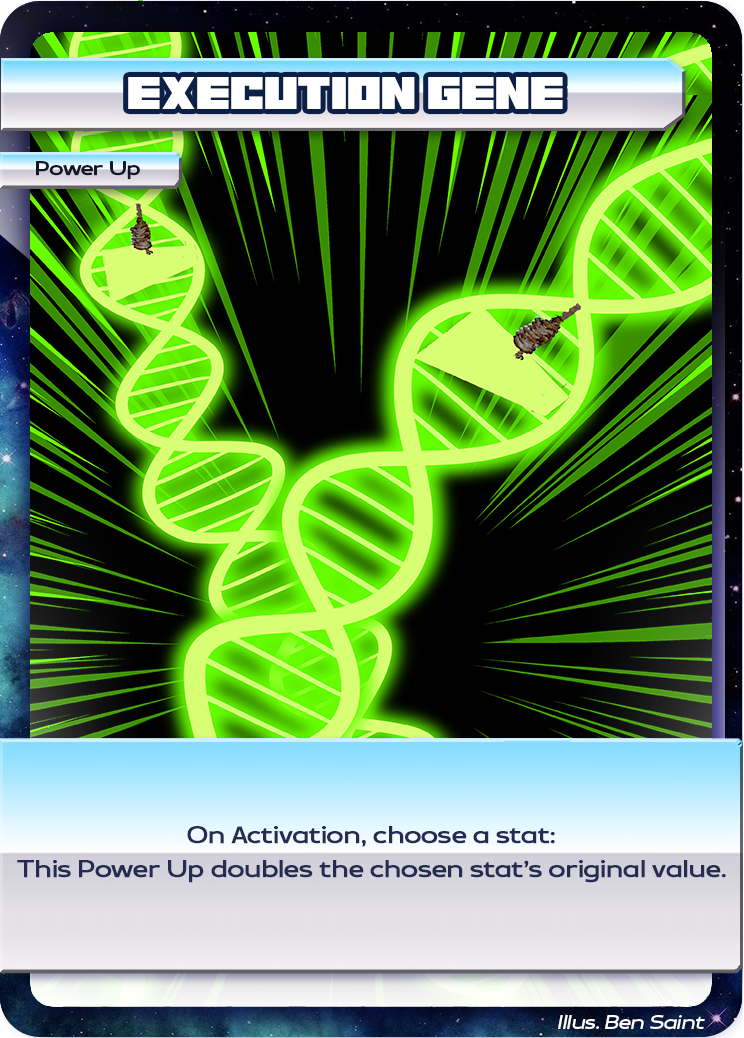 EXECUTION GENE
Power Up
On Activation, choose a stat:
This Power Up doubles the chosen stat's original value.
Illus. Ben Saint